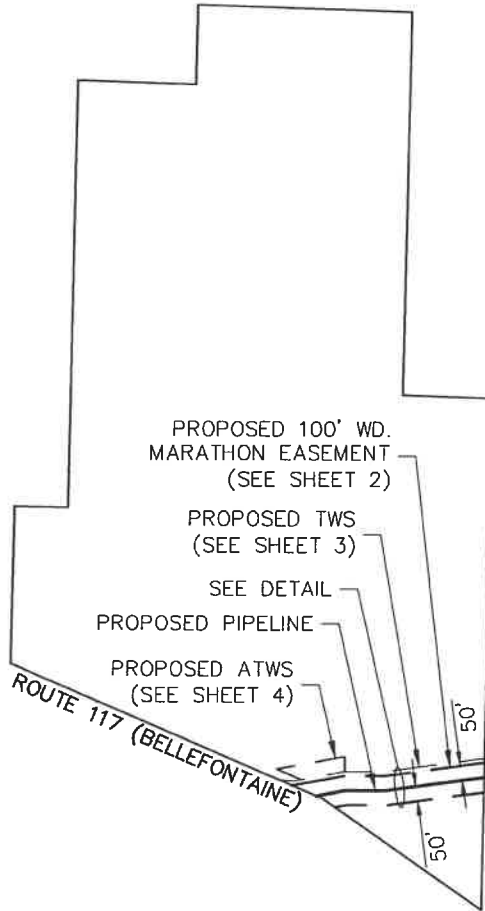 PROPOSED 100' WD.
MARATHON EASEMENT
(SEE SHEET 2)
PROPOSED TWS
(SEE SHEET 3)
SEE DETAIL
PROPOSED PIPELINE
PROPOSED ATWS
(SEE SHEET 4)
ROUTE 117 (BELLEFONTAINE)
50'
50'